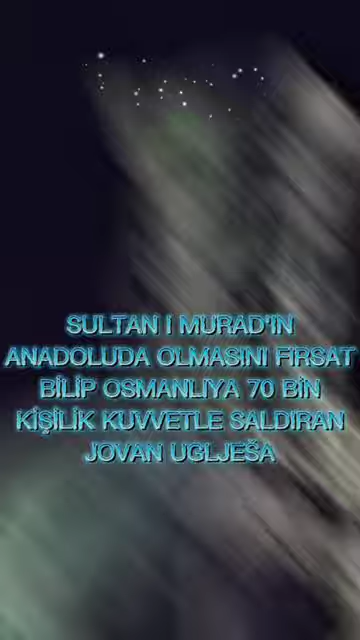 SULTAN I MURAD'IN
ANADOLUDA OLMASINI FIRSAT
BİLİP OSMANLIYA 70 BİN
KİŞİLİK KUVVETLE SALDIRAN
JOVAN UGLJEŠA